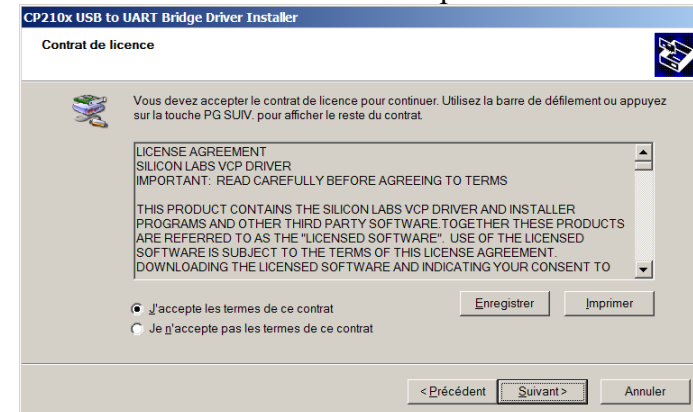 CP210x USB to UART Bridge Driver Installer
Contrat de licence
Vous devez accepter le contrat de licence pour continuer. Utilisez la barre de défilement ou appuyez
sur la touche PG SUIV. pour afficher le reste du contrat.
LICENSE AGREEMENT
SILICON LABS VCP DRIVER
IMPORTANT: READ CAREFULLY BEFORE AGREEING TO TERMS
THIS PRODUCT CONTAINS THE SILICON LABS VCP DRIVER AND INSTALLER
PROGRAMS AND OTHER THIRD PARTY SOFTWARE.TOGETHER THESE PRODUCTS
ARE REFERRED TO AS THE "LICENSED SOFTWARE". USE OF THE LICENSED
SOFTWARE IS SUBJECT TO THE TERMS OF THIS LICENSE AGREEMENT.
DOWNLOADING THE LICENSED SOFTWARE AND INDICATING YOUR CONSENT TO
J'accepte les termes de ce contrat
Enregistrer
Imprimer
Je n'accepte pas les termes de ce contrat
< Précédent
Suivant >
Annuler